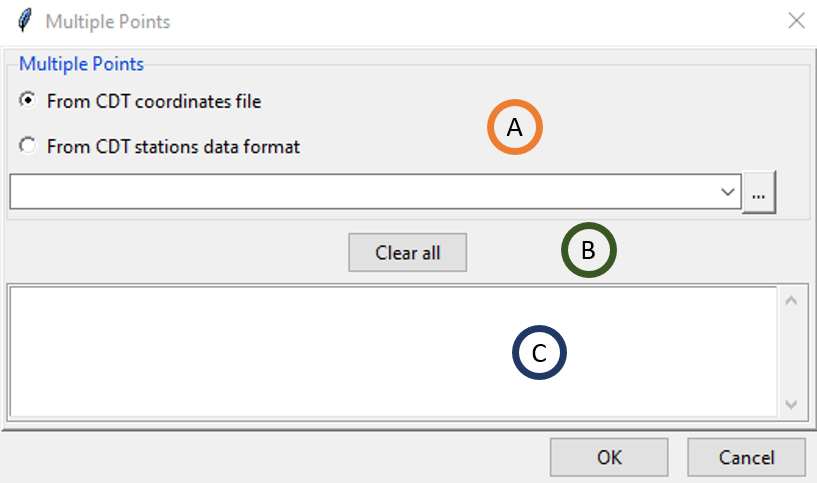 Multiple Points
Multiple Points
From CDT coordinates file
A
From CDT stations data format
...
Clear all
B
C
OK
Cancel